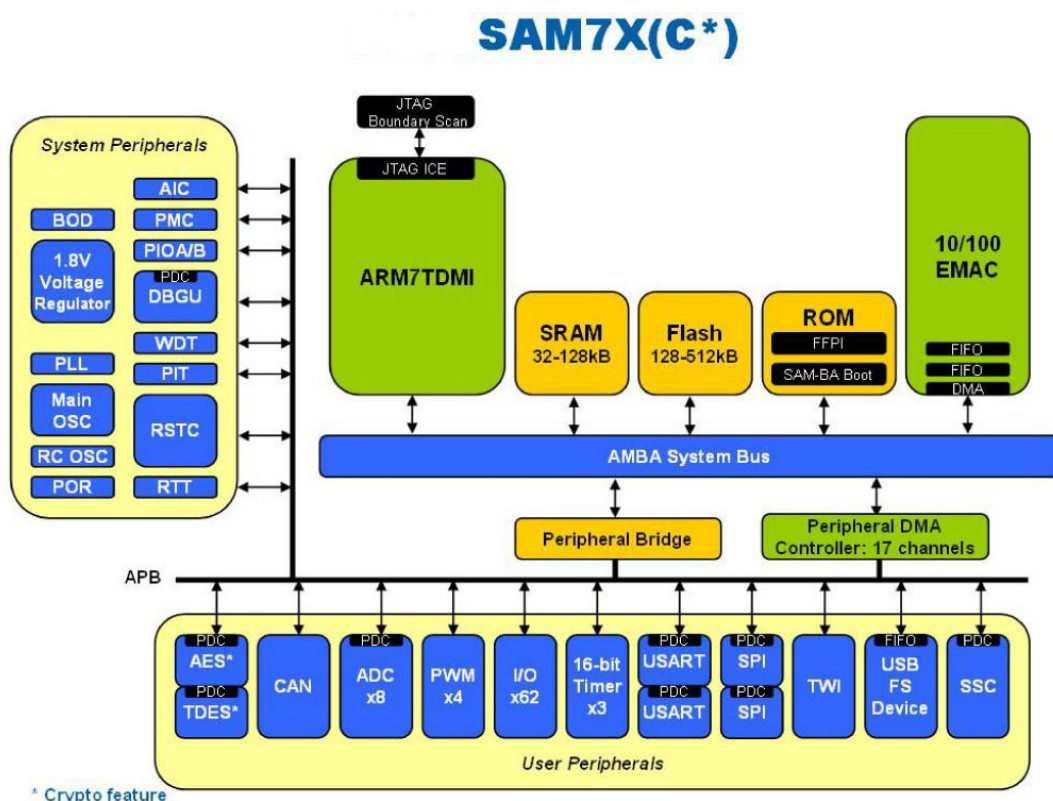 SAM7X(C*)
JTAG
Boundary Scan
JTAG ICE
ARM7TDMI
System Peripherals
AIC
BOD
PMC
PIOA/B
1.8V
Voltage
Regulator
PDC
DBGU
WDT
PLL
PIT
Main
OSC
RSTC
RC OSC
POR
RTT
SRAM
32-128kB
Flash
128-512kB
ROM
FFPI
SAM-BA Boot
10/100
EMAC
FIFO
FIFO
DMA
AMBA System Bus
Peripheral Bridge
Peripheral DMA
Controller: 17 channels
APB
PDC
AES*
PDC
TDES*
CAN
PDC
ADC
x8
PWM
x4
I/O
x62
16-bit
Timer
x3
PDC
USART
PDC
USART
PDC
SPI
PDC
SPI
TWI
FIFO
USB
FS
Device
PDC
SSC
User Peripherals
* Crypto feature